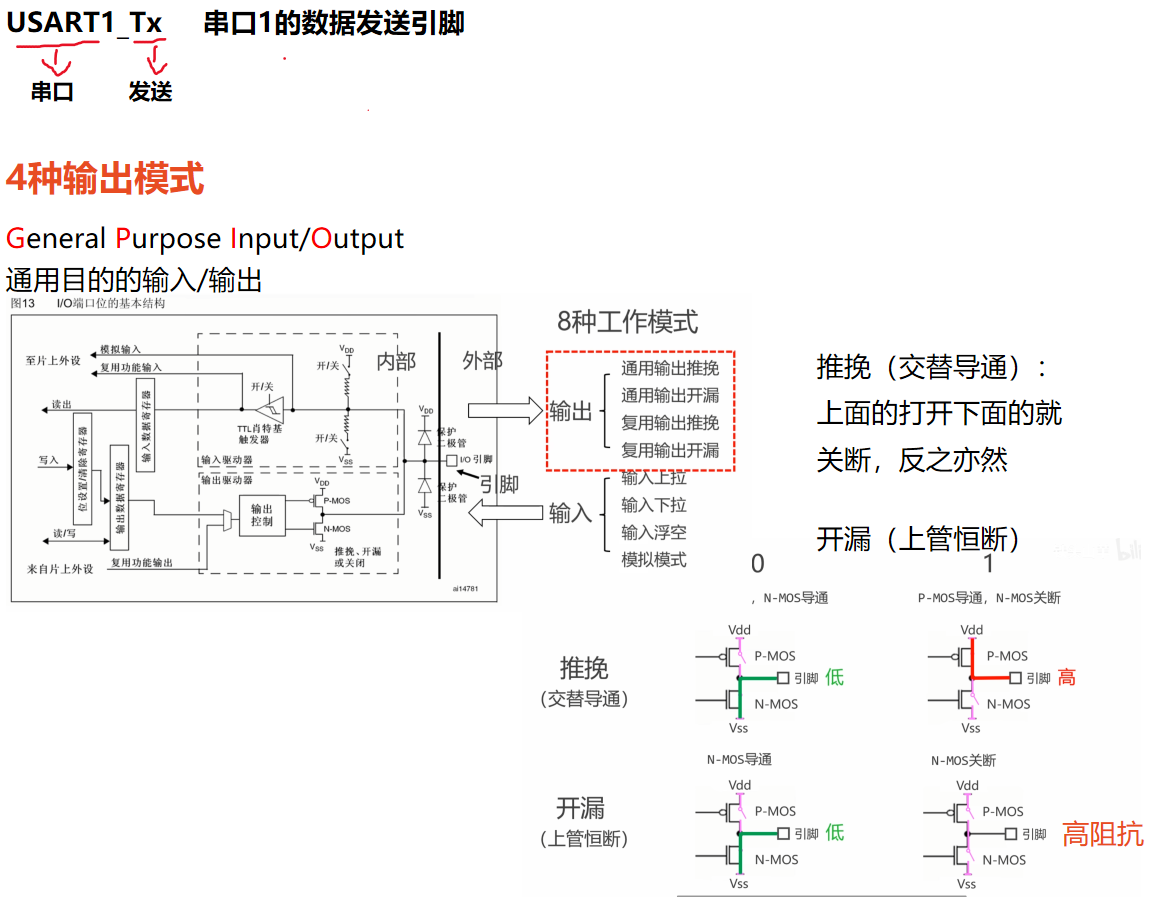 USART1_Tx 串口1的数据发送引脚
串口 发送
4种输出模式
General Purpose Input/Output
通用目的的输入/输出
图13 I/O端口位的基本结构
至片上外设
模拟输入
复用功能输入
读出
写入
读/写
来自片上外设
复用功能输出
位设置/清除寄存器
输出数据寄存器
输入数据寄存器
开/关
TTL肖特基
触发器
VDD
开/关
开/关
VSS
输入驱动器
输出驱动器
输出
控制
VDD
P-MOS
N-MOS
VSS
推挽、开漏
或关闭
内部 外部
VDD
保护
二极管
I/O 引脚
引脚
保护
二极管
VSS
ai14781
8种工作模式
输出
通用输出推挽
通用输出开漏
复用输出推挽
复用输出开漏
输入
输入上拉
输入下拉
输入浮空
模拟模式
推挽（交替导通）：
上面的打开下面的就
关断，反之亦然
开漏（上管恒断）
0 1
，N-MOS导通 P-MOS导通，N-MOS关断
推挽
(交替导通)
Vdd
P-MOS
引脚 低
N-MOS
Vss
Vdd
P-MOS
引脚 高
N-MOS
Vss
N-MOS导通 N-MOS关断
开漏
(上管恒断)
Vdd
P-MOS
引脚 低
N-MOS
Vss
Vdd
P-MOS
引脚 高阻抗
N-MOS
Vss